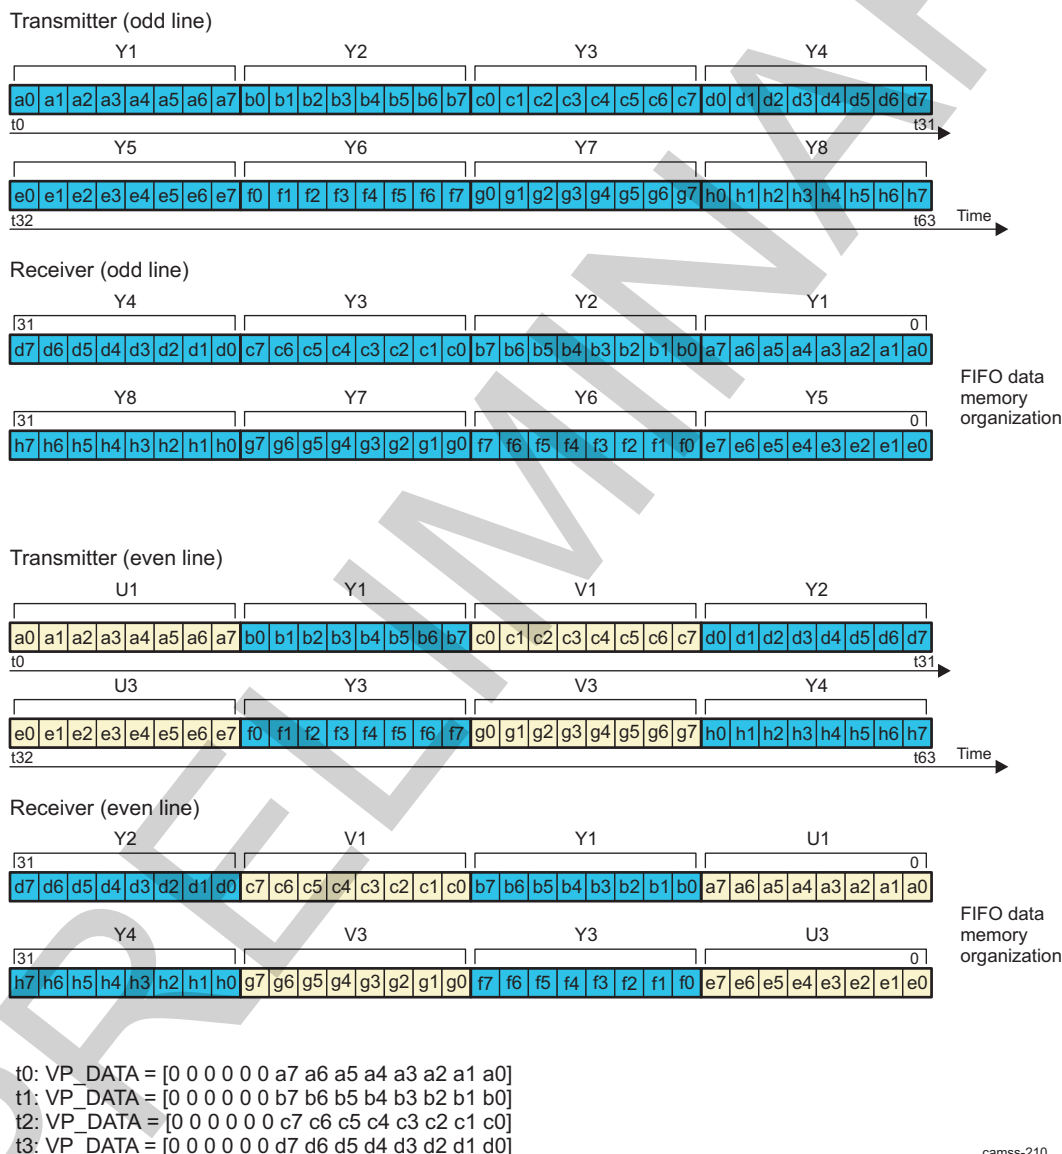 Transmitter (odd line)
Y1 Y2 Y3 Y4
a0 a1 a2 a3 a4 a5 a6 a7 b0 b1 b2 b3 b4 b5 b6 b7 c0 c1 c2 c3 c4 c5 c6 c7 d0 d1 d2 d3 d4 d5 d6 d7
t0 t31
Y5 Y6 Y7 Y8
e0 e1 e2 e3 e4 e5 e6 e7 f0 f1 f2 f3 f4 f5 f6 f7 g0 g1 g2 g3 g4 g5 g6 g7 h0 h1 h2 h3 h4 h5 h6 h7
t32 t63 Time
Receiver (odd line)
Y4 Y3 Y2 Y1
31 0
d7 d6 d5 d4 d3 d2 d1 d0 c7 c6 c5 c4 c3 c2 c1 c0 b7 b6 b5 b4 b3 b2 b1 b0 a7 a6 a5 a4 a3 a2 a1 a0
FIFO data
memory
organization
Y8 Y7 Y6 Y5
31 0
h7 h6 h5 h4 h3 h2 h1 h0 g7 g6 g5 g4 g3 g2 g1 g0 f7 f6 f5 f4 f3 f2 f1 f0 e7 e6 e5 e4 e3 e2 e1 e0
Transmitter (even line)
U1 Y1 V1 Y2
a0 a1 a2 a3 a4 a5 a6 a7 b0 b1 b2 b3 b4 b5 b6 b7 c0 c1 c2 c3 c4 c5 c6 c7 d0 d1 d2 d3 d4 d5 d6 d7
t0 t31
U3 Y3 V3 Y4
e0 e1 e2 e3 e4 e5 e6 e7 f0 f1 f2 f3 f4 f5 f6 f7 g0 g1 g2 g3 g4 g5 g6 g7 h0 h1 h2 h3 h4 h5 h6 h7
t32 t63 Time
Receiver (even line)
Y2 V1 Y1 U1
31 0
d7 d6 d5 d4 d3 d2 d1 d0 c7 c6 c5 c4 c3 c2 c1 c0 b7 b6 b5 b4 b3 b2 b1 b0 a7 a6 a5 a4 a3 a2 a1 a0
FIFO data
memory
organization
Y4 V3 Y3 U3
31 0
h7 h6 h5 h4 h3 h2 h1 h0 g7 g6 g5 g4 g3 g2 g1 g0 f7 f6 f5 f4 f3 f2 f1 f0 e7 e6 e5 e4 e3 e2 e1 e0
t0: VP_DATA = [0 0 0 0 0 0 a7 a6 a5 a4 a3 a2 a1 a0]
t1: VP_DATA = [0 0 0 0 0 0 b7 b6 b5 b4 b3 b2 b1 b0]
t2: VP_DATA = [0 0 0 0 0 0 c7 c6 c5 c4 c3 c2 c1 c0]
t3: VP_DATA = [0 0 0 0 0 0 d7 d6 d5 d4 d3 d2 d1 d0]
camss-210